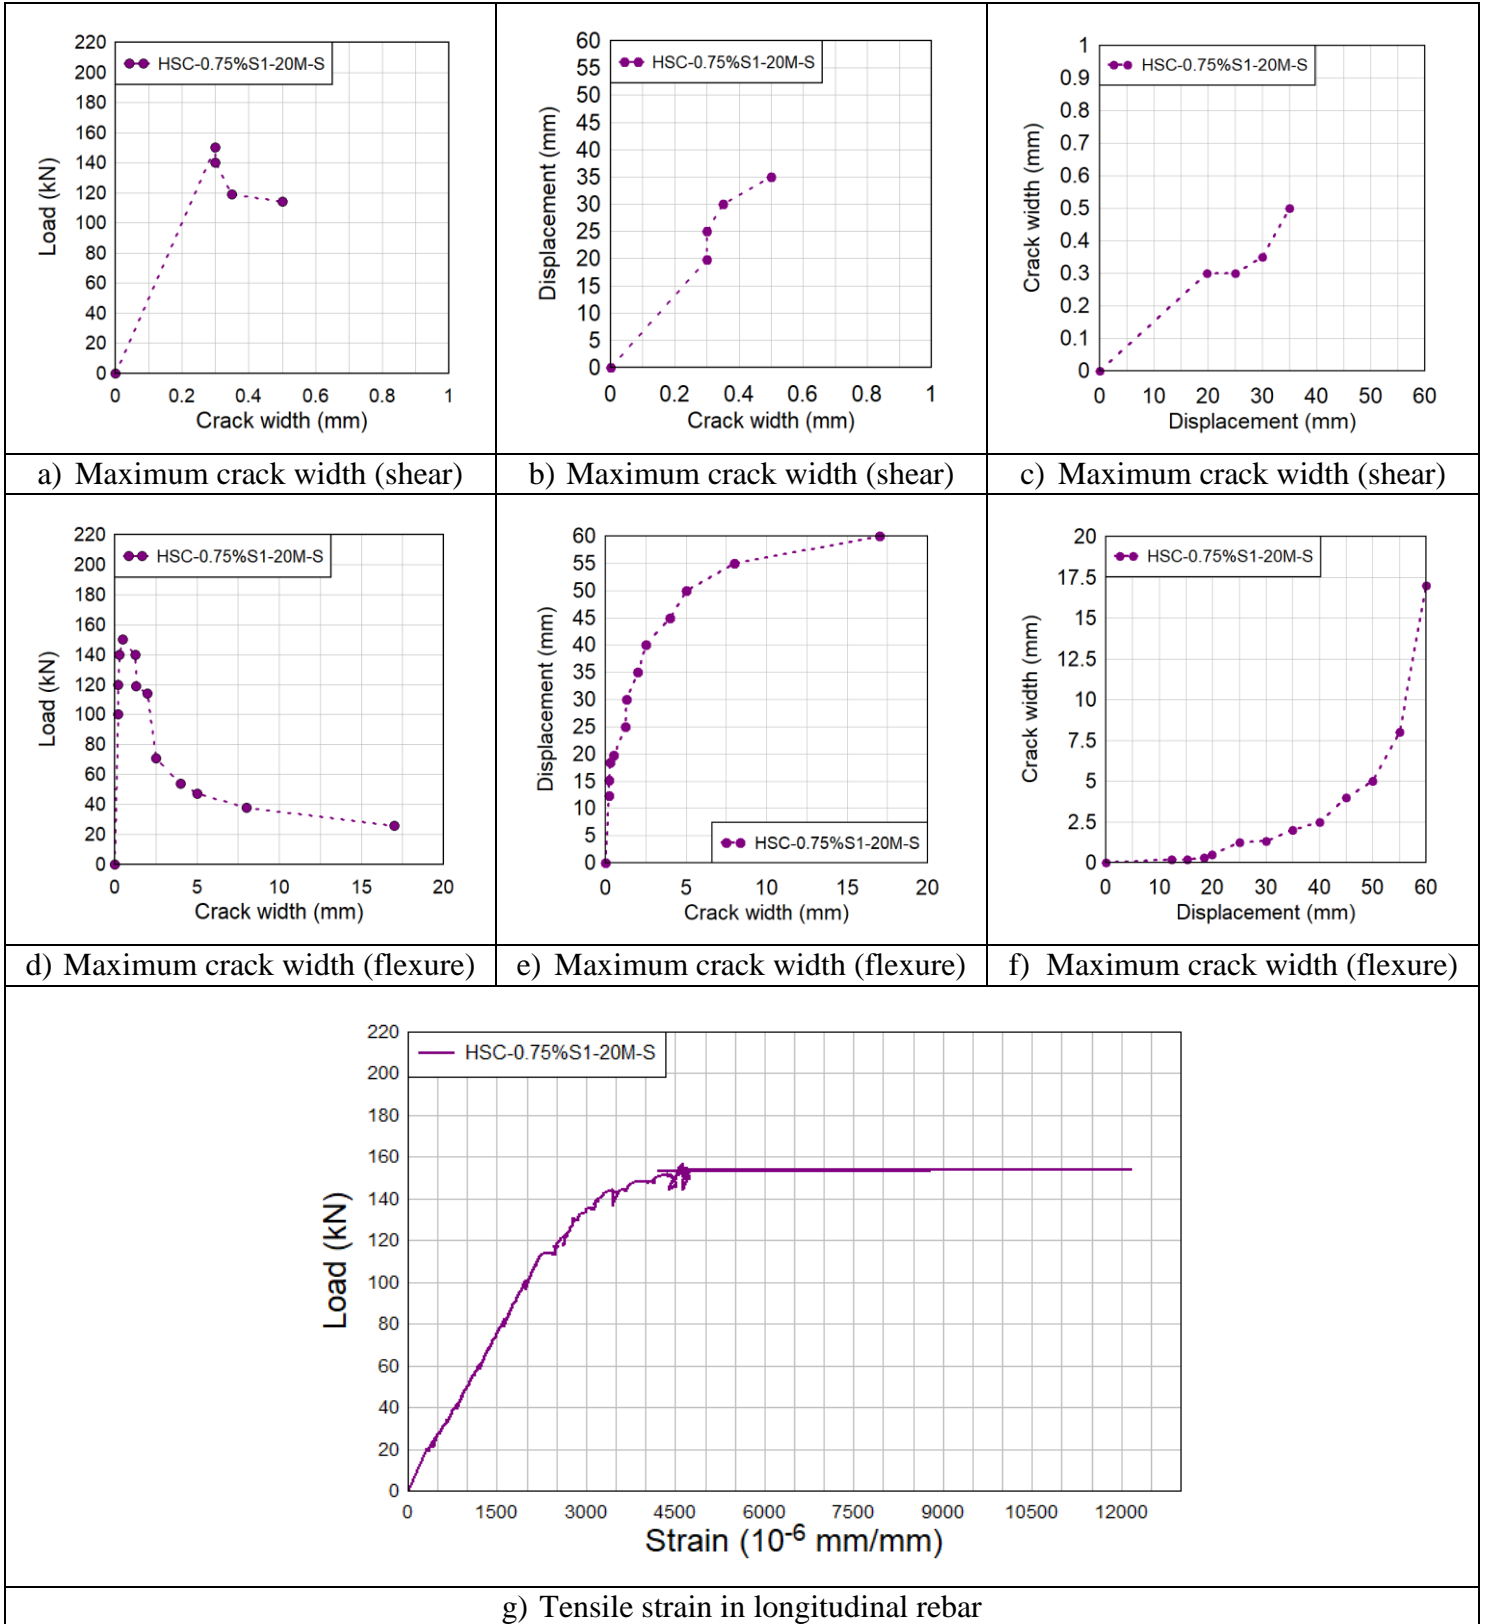 220
200
180
160
140
120
100
80
60
40
20
0
Load (kN)
HSC-0.75%S1-20M-S
0 0.2 0.4 0.6 0.8 1
Crack width (mm)
60
55
50
45
40
35
30
25
20
15
10
5
0
Displacement (mm)
HSC-0.75%S1-20M-S
0 0.2 0.4 0.6 0.8 1
Crack width (mm)
1
0.9
0.8
0.7
0.6
0.5
0.4
0.3
0.2
0.1
0
Crack width (mm)
HSC-0.75%S1-20M-S
0 10 20 30 40 50 60
Displacement (mm)
a) Maximum crack width (shear)
b) Maximum crack width (shear)
c) Maximum crack width (shear)
220
200
180
160
140
120
100
80
60
40
20
0
Load (kN)
HSC-0.75%S1-20M-S
0 5 10 15 20
Crack width (mm)
60
55
50
45
40
35
30
25
20
15
10
5
0
Displacement (mm)
HSC-0.75%S1-20M-S
0 5 10 15 20
Crack width (mm)
20
17.5
15
12.5
10
7.5
5
2.5
0
Crack width (mm)
HSC-0.75%S1-20M-S
0 10 20 30 40 50 60
Displacement (mm)
d) Maximum crack width (flexure)
e) Maximum crack width (flexure)
f) Maximum crack width (flexure)
220
200
180
160
140
120
100
80
60
40
20
0
Load (kN)
HSC-0.75%S1-20M-S
0 1500 3000 4500 6000 7500 9000 10500 12000
Strain (10⁻⁶ mm/mm)
g) Tensile strain in longitudinal rebar